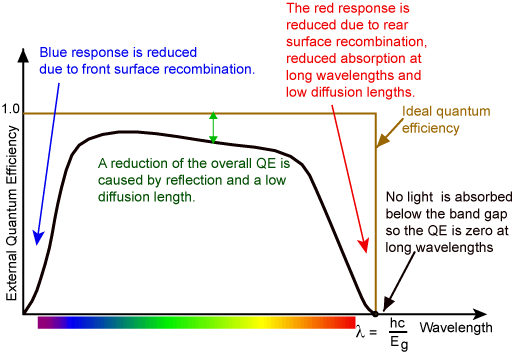 Blue response is reduced
due to front surface recombination.
The red response is
reduced due to rear
surface recombination,
reduced absorption at
long wavelengths and
low diffusion lengths.
1.0
Ideal quantum
efficiency
A reduction of the overall QE is
caused by reflection and a low
diffusion length.
No light is absorbed
below the band gap
so the QE is zero at
long wavelengths
External Quantum Efficiency
λ = hc/Eg
Wavelength